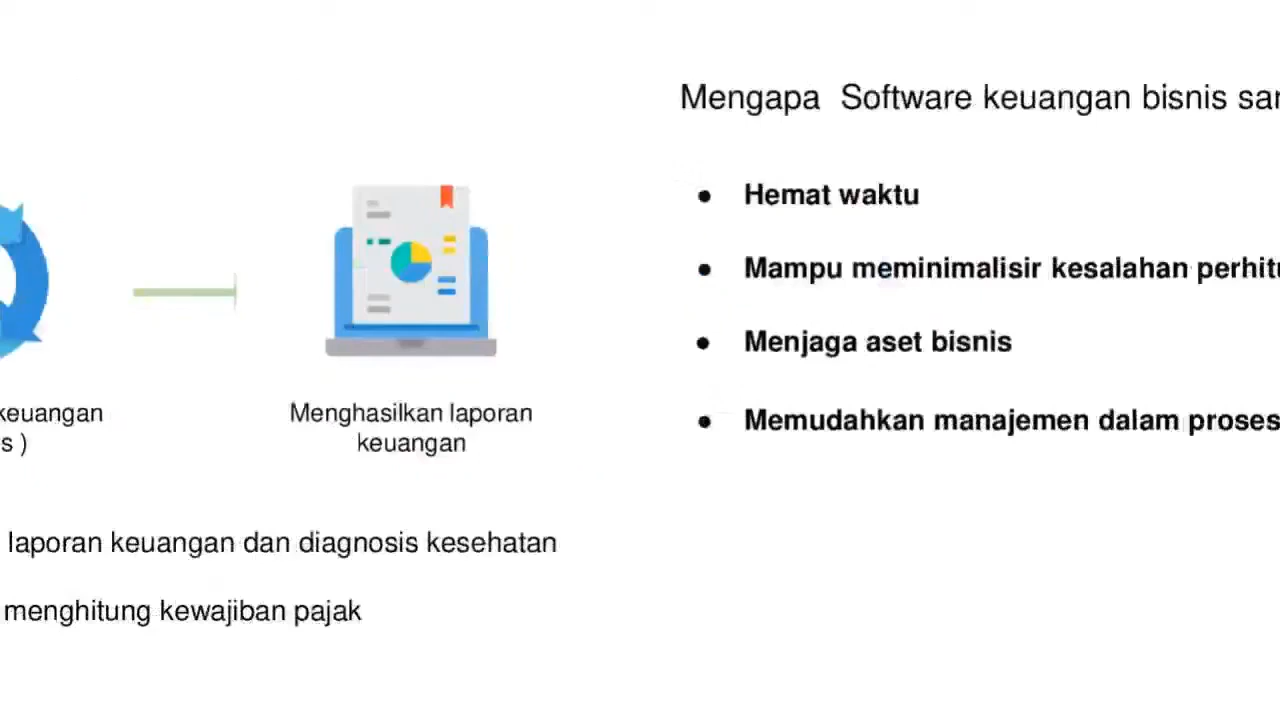 keuangan
s )
Menghasilkan laporan
keuangan
laporan keuangan dan diagnosis kesehatan
menghitung kewajiban pajak
Mengapa Software keuangan bisnis
● Hemat waktu
● Mampu meminimalisir kesalahan
● Menjaga aset bisnis
● Memudahkan manajemen dalam proses